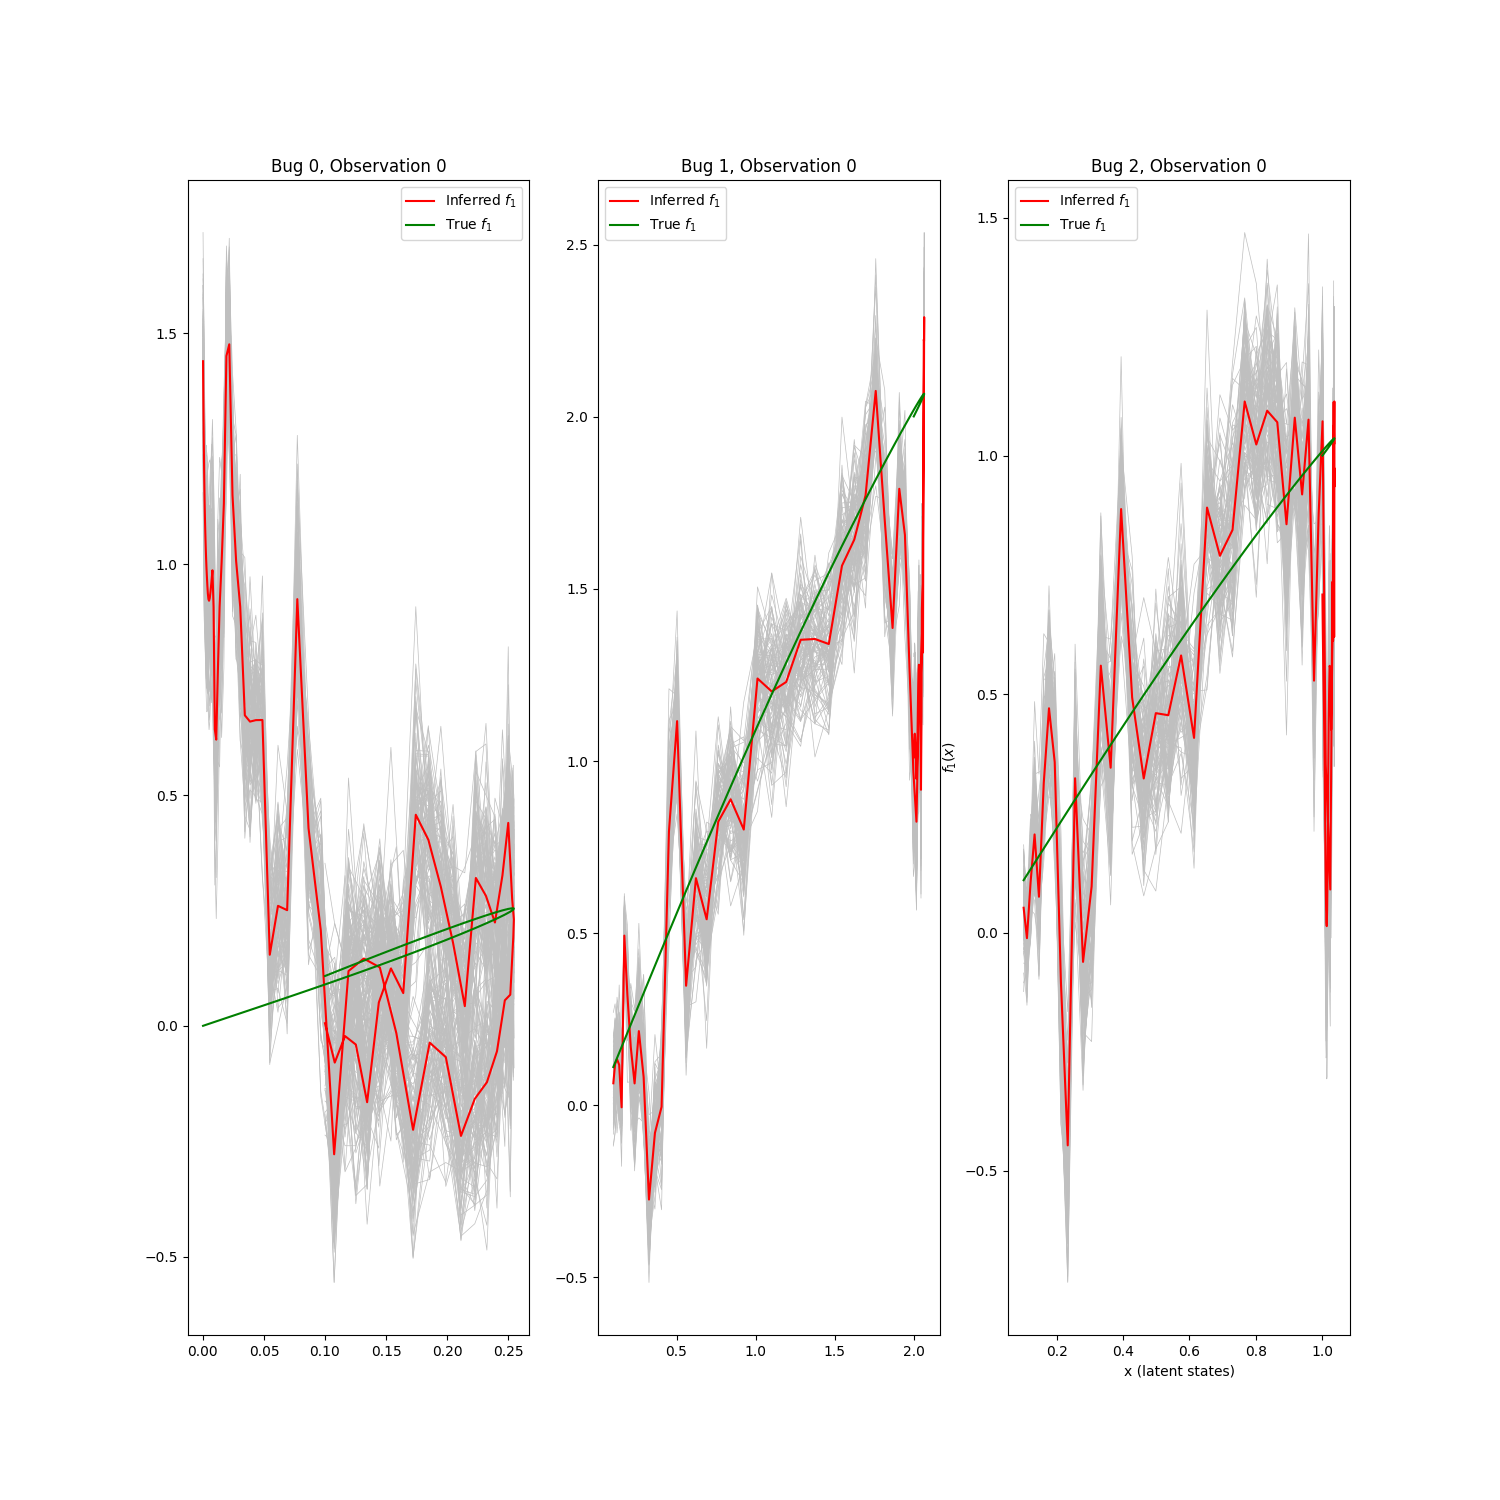 Bug 0, Observation 0
Inferred f₁
True f₁
1.5
1.0
0.5
0.0
−0.5
0.00 0.05 0.10 0.15 0.20 0.25
Bug 1, Observation 0
Inferred f₁
True f₁
2.5
2.0
1.5
1.0
0.5
0.0
−0.5
0.5 1.0 1.5 2.0
Bug 2, Observation 0
Inferred f₁
True f₁
f₁(x)
1.5
1.0
0.5
0.0
−0.5
0.2 0.4 0.6 0.8 1.0
x (latent states)